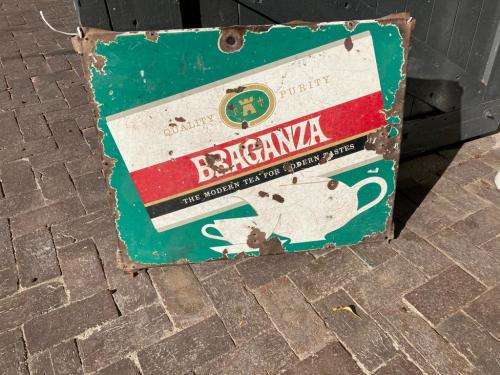 QUALITY PURITY
BRAGANZA
THE MODERN TEA FOR MODERN TASTES